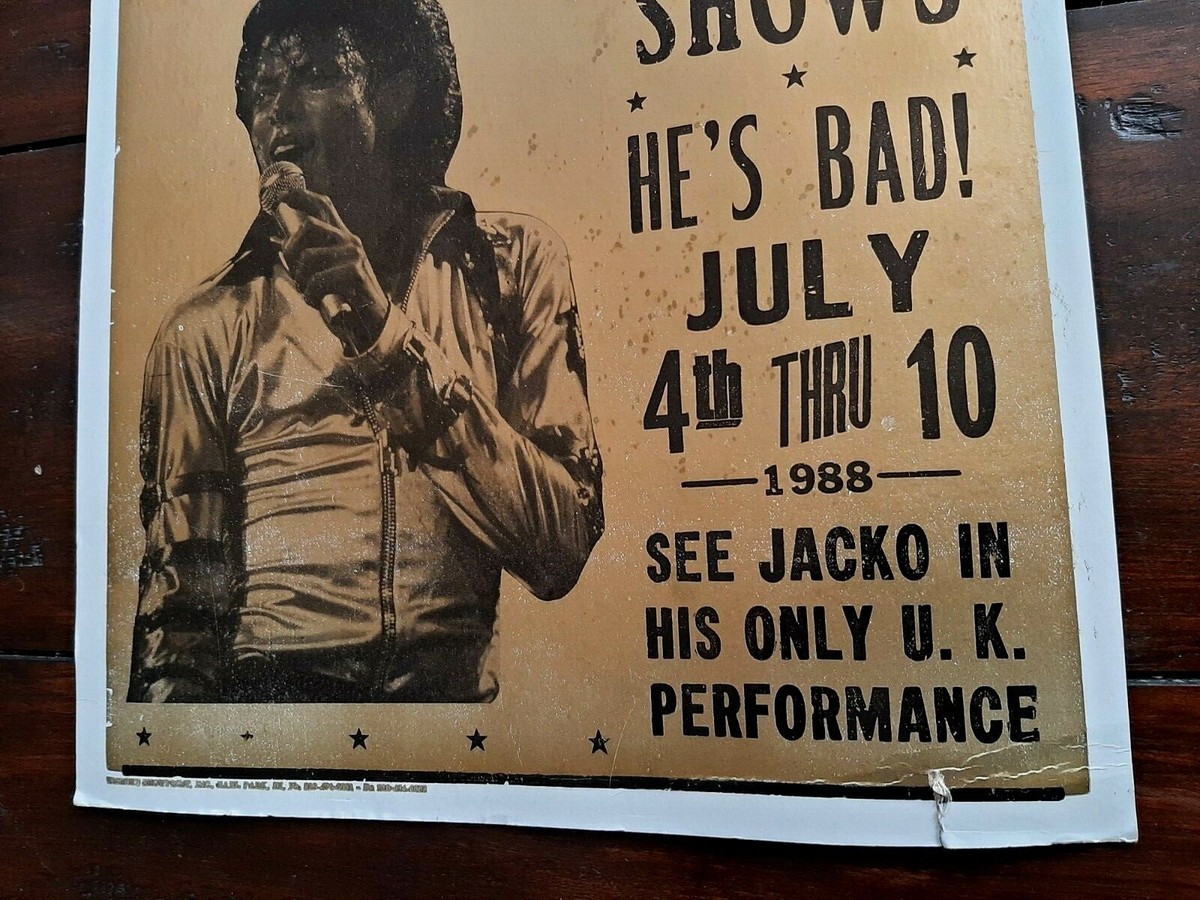 SHOWS
HE'S BAD!
JULY
4th THRU 10
1988
SEE JACKO IN
HIS ONLY U. K.
PERFORMANCE